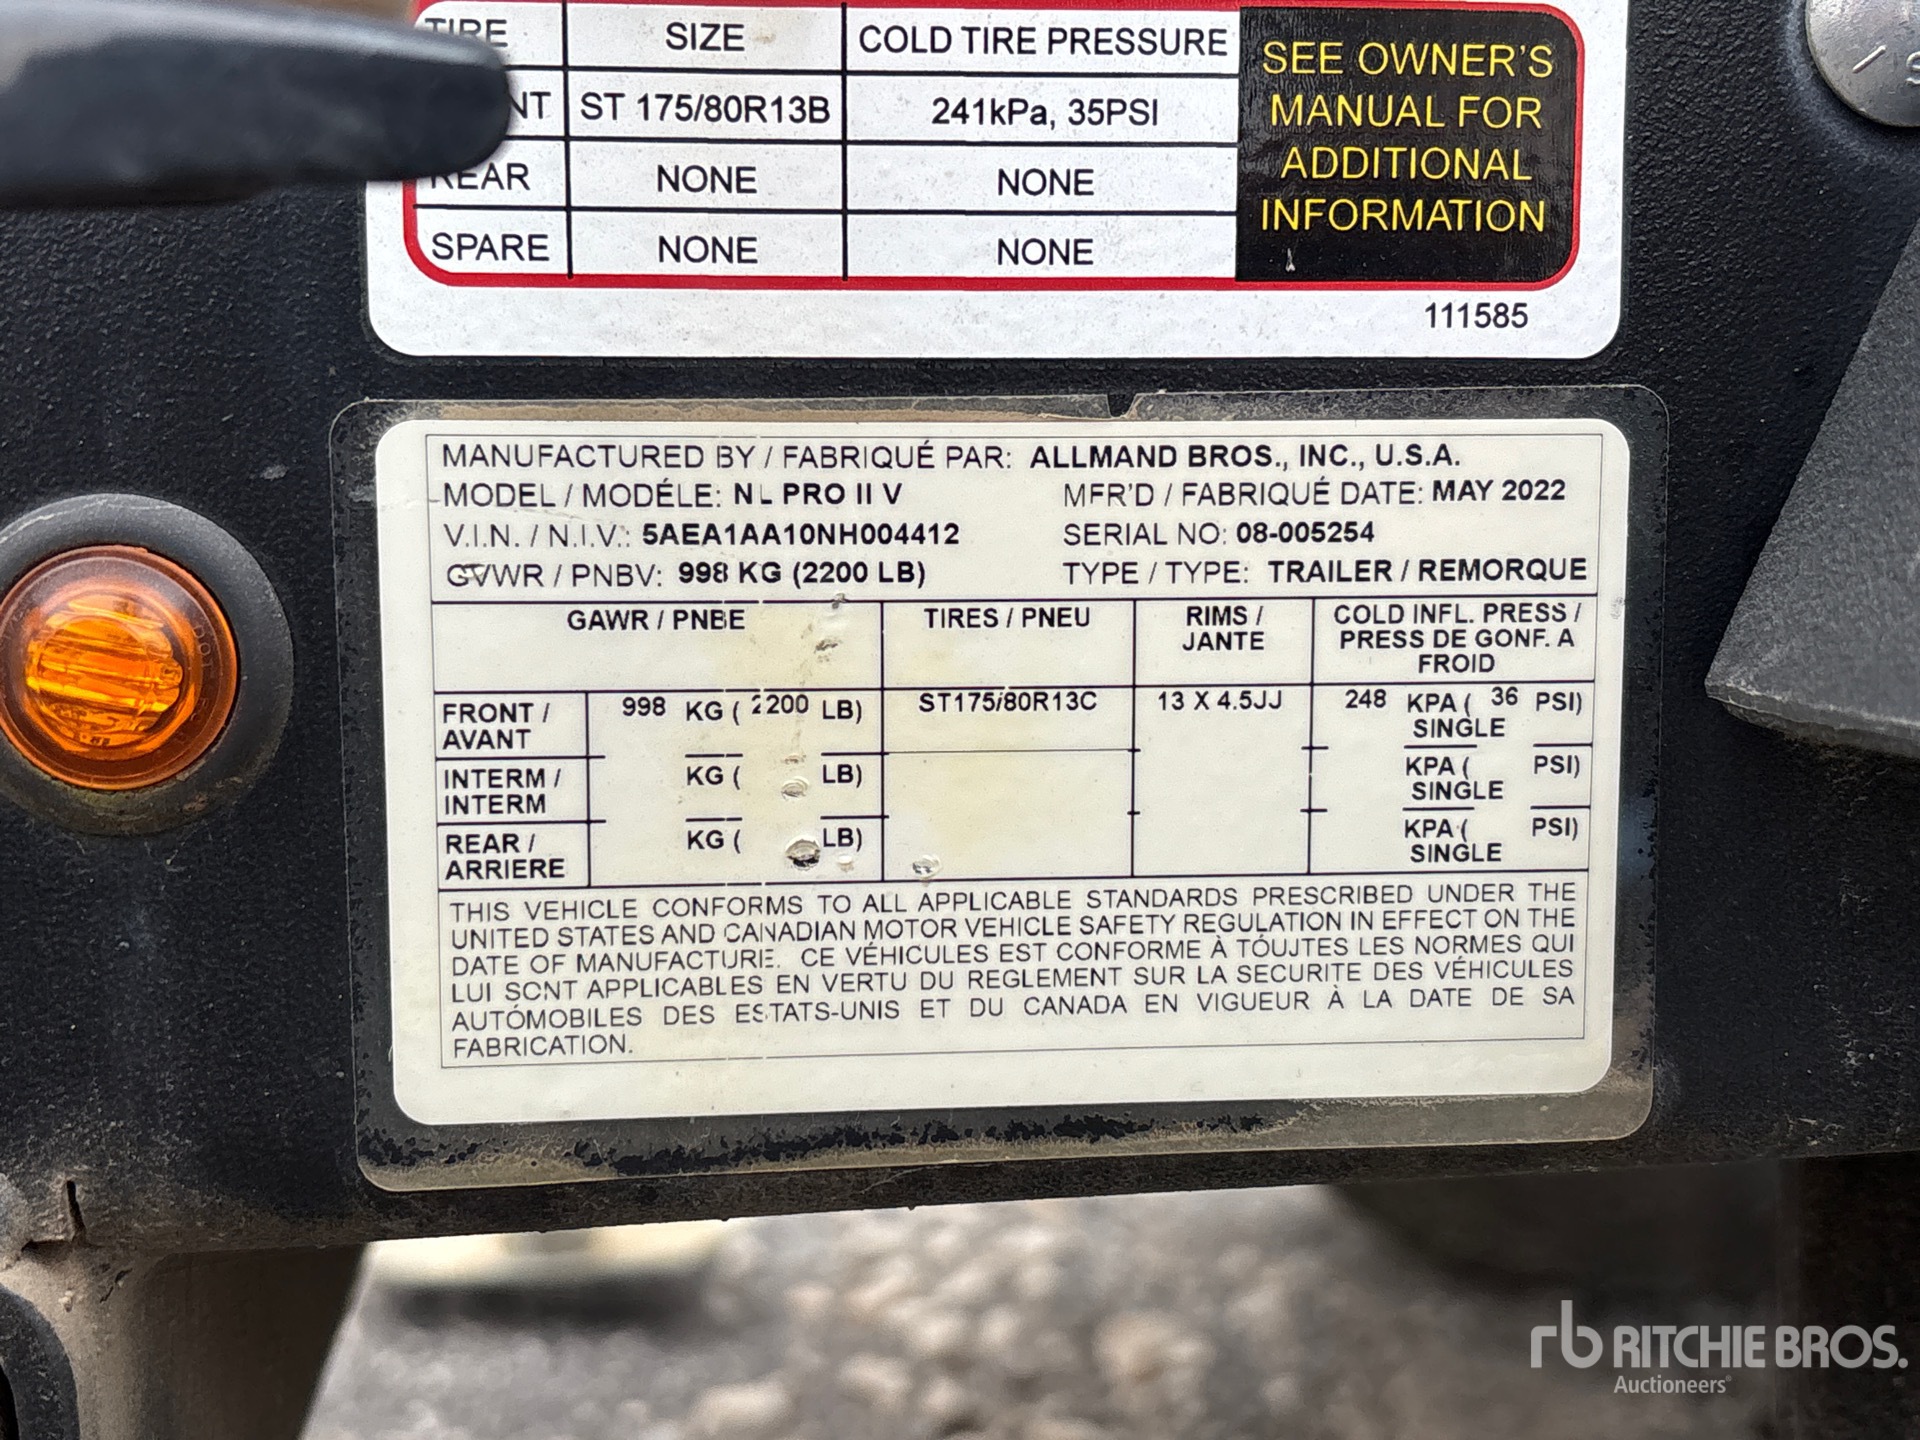 TIRE SIZE COLD TIRE PRESSURE
NT ST 175/80R13B 241kPa, 35PSI
REAR NONE NONE
SPARE NONE NONE
SEE OWNER'S
MANUAL FOR
ADDITIONAL
INFORMATION
111585
MANUFACTURED BY / FABRIQUÉ PAR: ALLMAND BROS., INC., U.S.A.
MODEL / MODÉLE: NL PRO II V MFR'D / FABRIQUÉ DATE: MAY 2022
V.I.N. / N.I.V.: 5AEA1AA10NH004412 SERIAL NO: 08-005254
GVWR / PNBV: 998 KG (2200 LB) TYPE / TYPE: TRAILER / REMORQUE
GAWR / PNBE TIRES / PNEU RIMS / JANTE COLD INFL. PRESS / PRESS DE GONF. A FROID
FRONT / AVANT 998 KG ( 2200 LB) ST175/80R13C 13 X 4.5JJ 248 KPA ( 36 PSI) SINGLE
INTERM / INTERM KG ( LB) KPA ( PSI) SINGLE
REAR / ARRIERE KG ( LB) KPA ( PSI) SINGLE
THIS VEHICLE CONFORMS TO ALL APPLICABLE STANDARDS PRESCRIBED UNDER THE
UNITED STATES AND CANADIAN MOTOR VEHICLE SAFETY REGULATION IN EFFECT ON THE
DATE OF MANUFACTURE. CE VÉHICULES EST CONFORME À TOÚJTES LES NORMES QUI
LUI SONT APPLICABLES EN VERTU DU REGLEMENT SUR LA SECURITE DES VÉHICULES
AUTÓMOBILES DES ESTATS-UNIS ET DU CANADA EN VIGUEUR À LA DATE DE SA
FABRICATION.
rb RITCHIE BROS.
Auctioneers